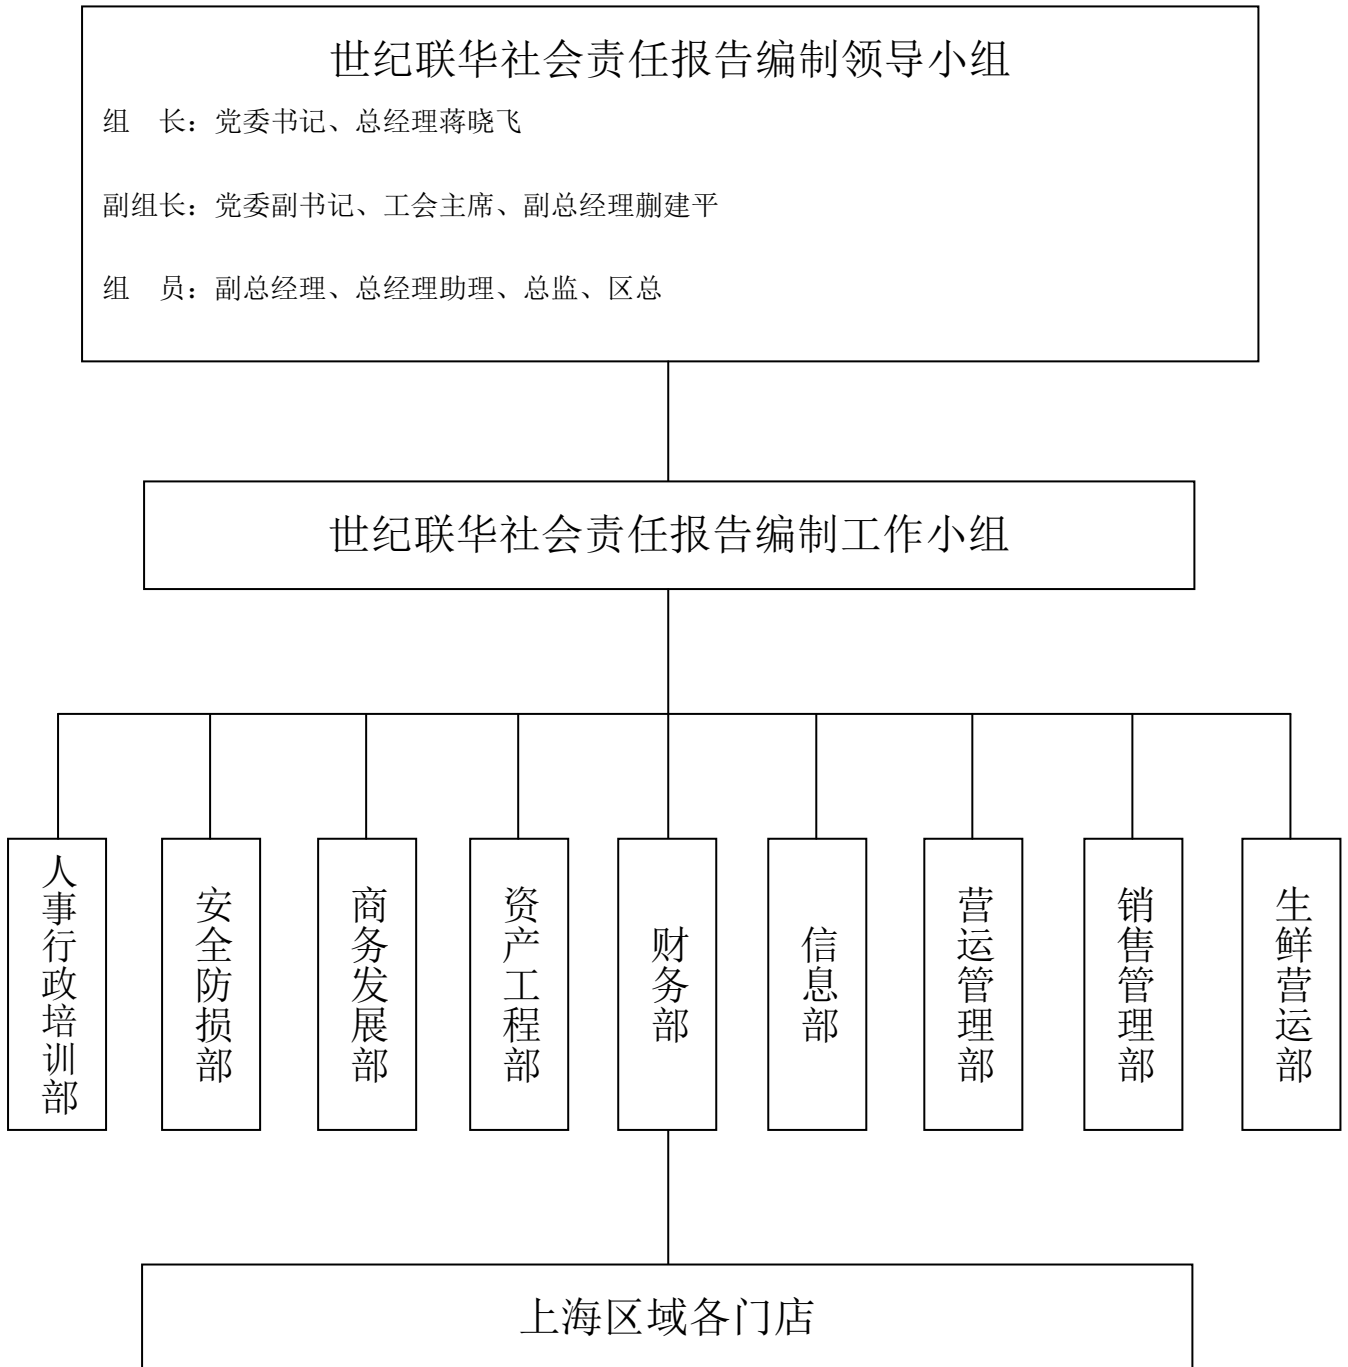 世纪联华社会责任报告编制领导小组
组　长：党委书记、总经理蒋晓飞
副组长：党委副书记、工会主席、副总经理蒯建平
组　员：副总经理、总经理助理、总监、区总
世纪联华社会责任报告编制工作小组
人事行政培训部
安全防损部
商务发展部
资产工程部
财务部
信息部
营运管理部
销售管理部
生鲜营运部
上海区域各门店